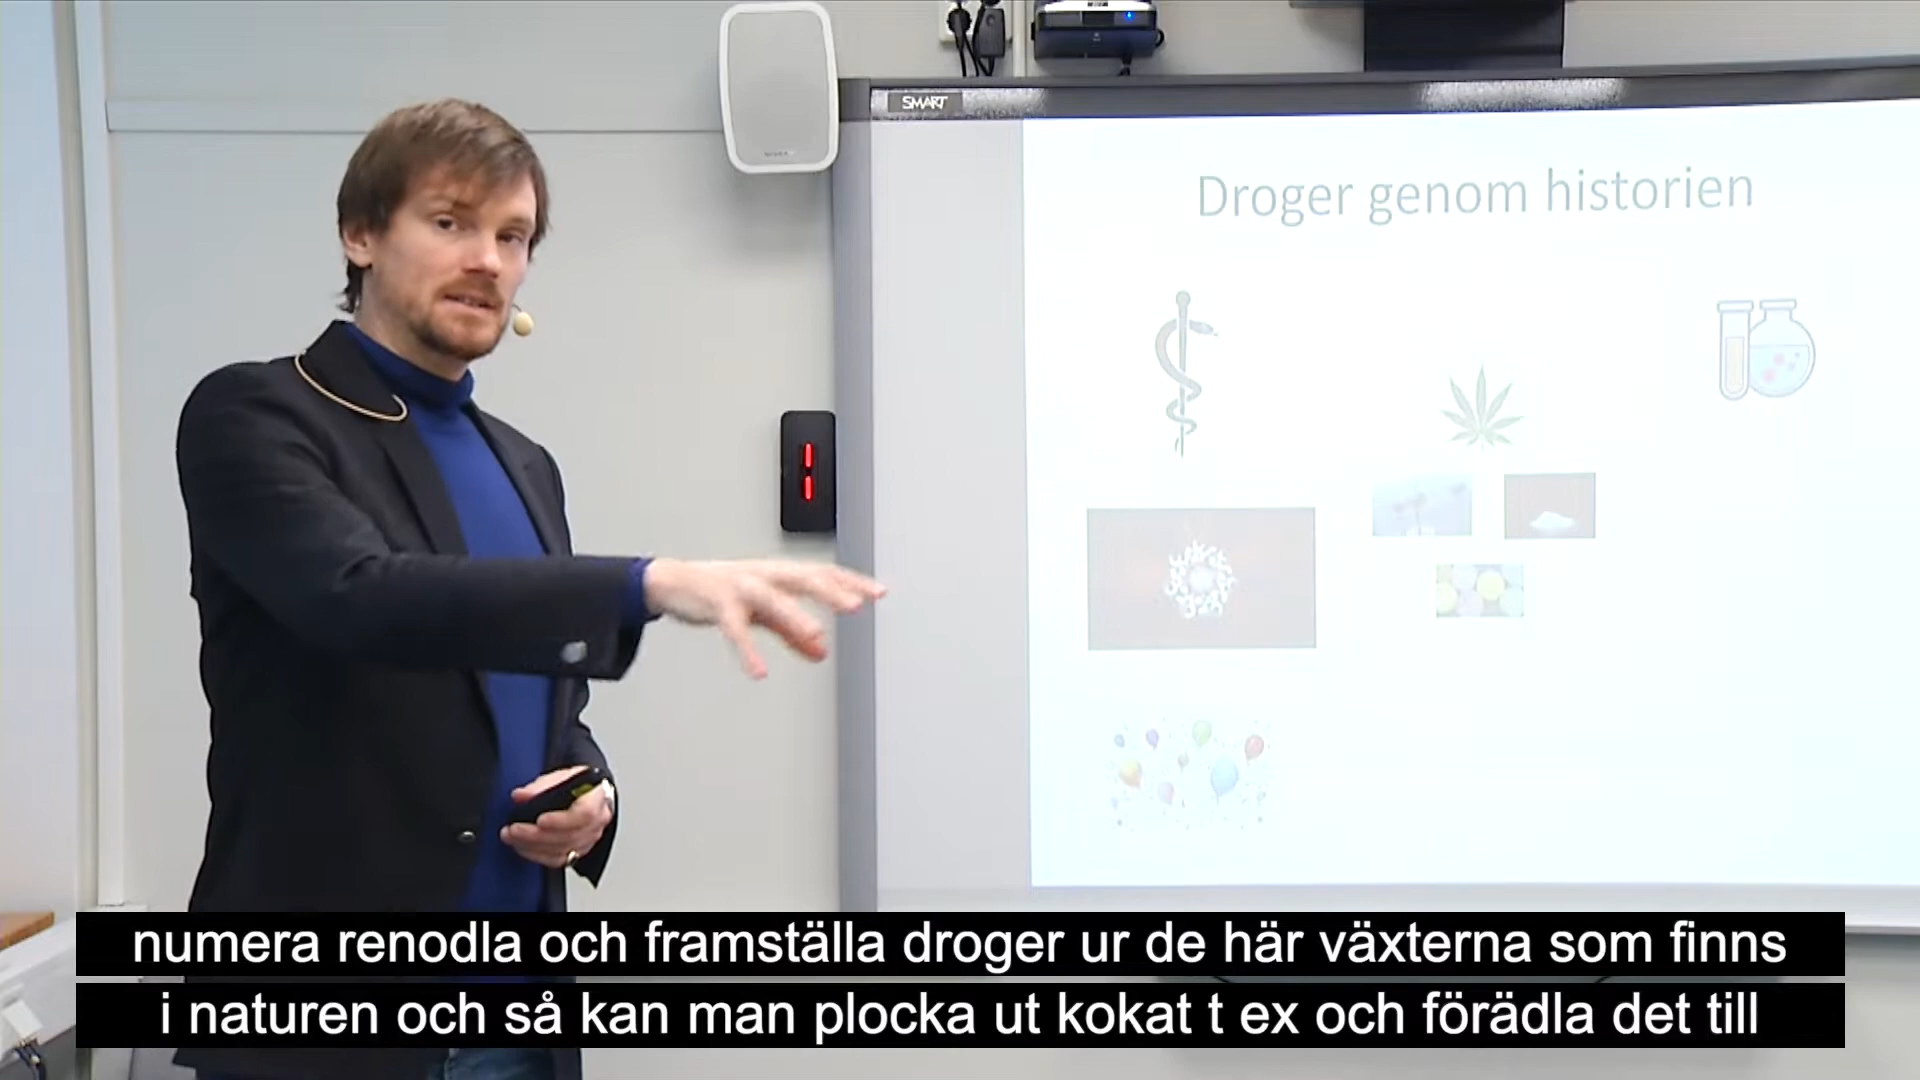 SMART
Droger genom historien
numera renodla och framställa droger ur de här växterna som finns
i naturen och så kan man plocka ut kokat t ex och förädla det till